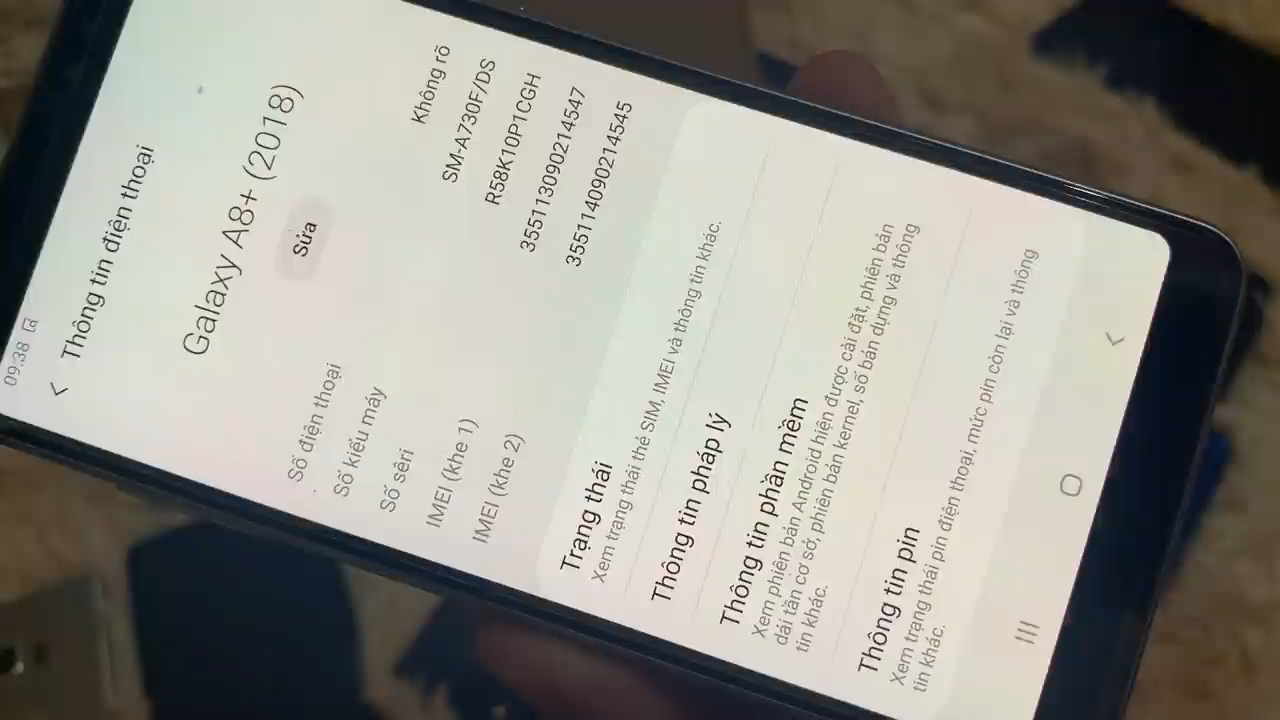 09:38
Thông tin điện thoại
Galaxy A8+ (2018)
Sửa
Số điện thoại Không rõ
Số kiểu máy SM-A730F/DS
Số sêri R58K10P1CGH
IMEI (khe 1) 355113090214547
IMEI (khe 2) 355114090214545
Trạng thái
Xem trạng thái thẻ SIM, IMEI và thông tin khác.
Thông tin pháp lý
Thông tin phần mềm
Xem phiên bản Android hiện được cài đặt, phiên bản
dải tần cơ sở, phiên bản kernel, số bản dựng và thông
tin khác.
Thông tin pin
Xem trạng thái pin điện thoại, mức pin còn lại và thông
tin khác.